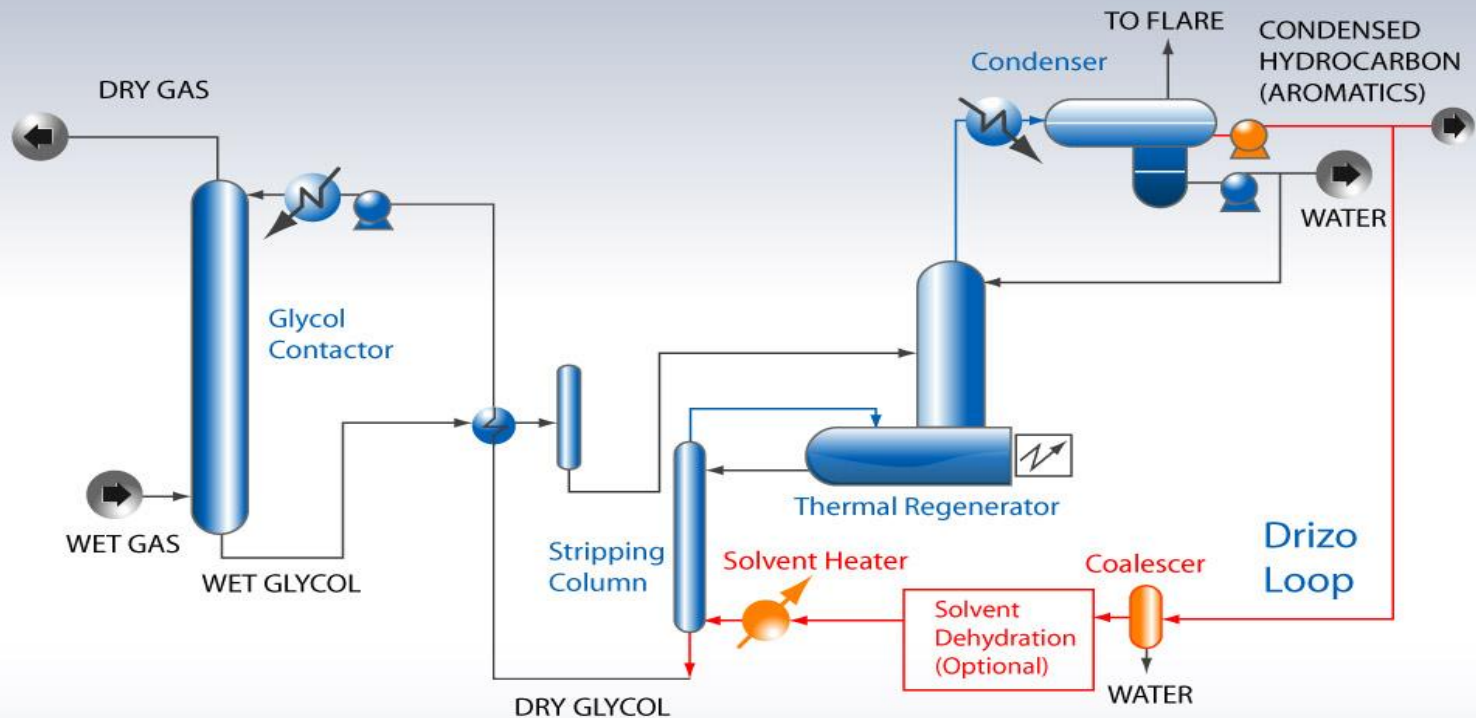 TO FLARE
CONDENSED
HYDROCARBON
(AROMATICS)
Condenser
DRY GAS
WATER
Glycol
Contactor
Thermal Regenerator
WET GAS
WET GLYCOL
Stripping
Column
Solvent Heater
Coalescer
Drizo
Loop
Solvent
Dehydration
(Optional)
WATER
DRY GLYCOL